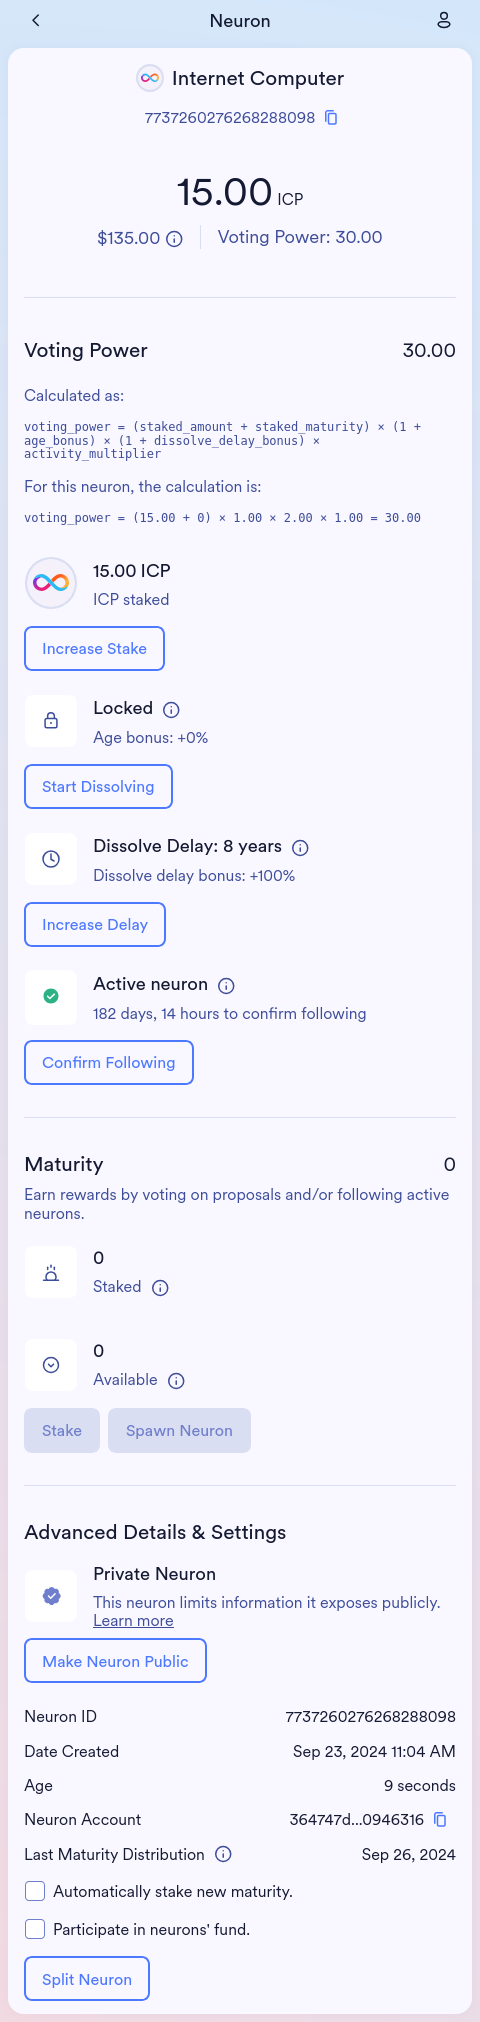 Neuron
Internet Computer
7737260276268288098
15.00 ICP
$135.00
Voting Power: 30.00
Voting Power
30.00
Calculated as:
voting_power = (staked_amount + staked_maturity) × (1 +
age_bonus) × (1 + dissolve_delay_bonus) ×
activity_multiplier
For this neuron, the calculation is:
voting_power = (15.00 + 0) × 1.00 × 2.00 × 1.00 = 30.00
15.00 ICP
ICP staked
Increase Stake
Locked
Age bonus: +0%
Start Dissolving
Dissolve Delay: 8 years
Dissolve delay bonus: +100%
Increase Delay
Active neuron
182 days, 14 hours to confirm following
Confirm Following
Maturity
0
Earn rewards by voting on proposals and/or following active
neurons.
0
Staked
0
Available
Stake
Spawn Neuron
Advanced Details & Settings
Private Neuron
This neuron limits information it exposes publicly.
Learn more
Make Neuron Public
Neuron ID
7737260276268288098
Date Created
Sep 23, 2024 11:04 AM
Age
9 seconds
Neuron Account
364747d...0946316
Last Maturity Distribution
Sep 26, 2024
Automatically stake new maturity.
Participate in neurons' fund.
Split Neuron